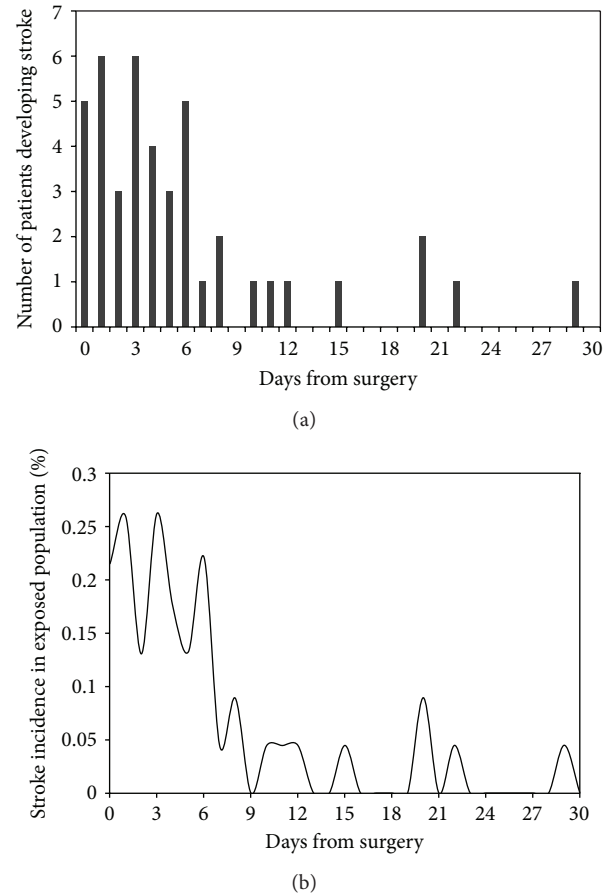 Number of patients developing stroke
7
6
5
4
3
2
1
0
0 3 6 9 12 15 18 21 24 27 30
Days from surgery
(a)
Stroke incidence in exposed population (%)
0.3
0.25
0.2
0.15
0.1
0.05
0
0 3 6 9 12 15 18 21 24 27 30
Days from surgery
(b)